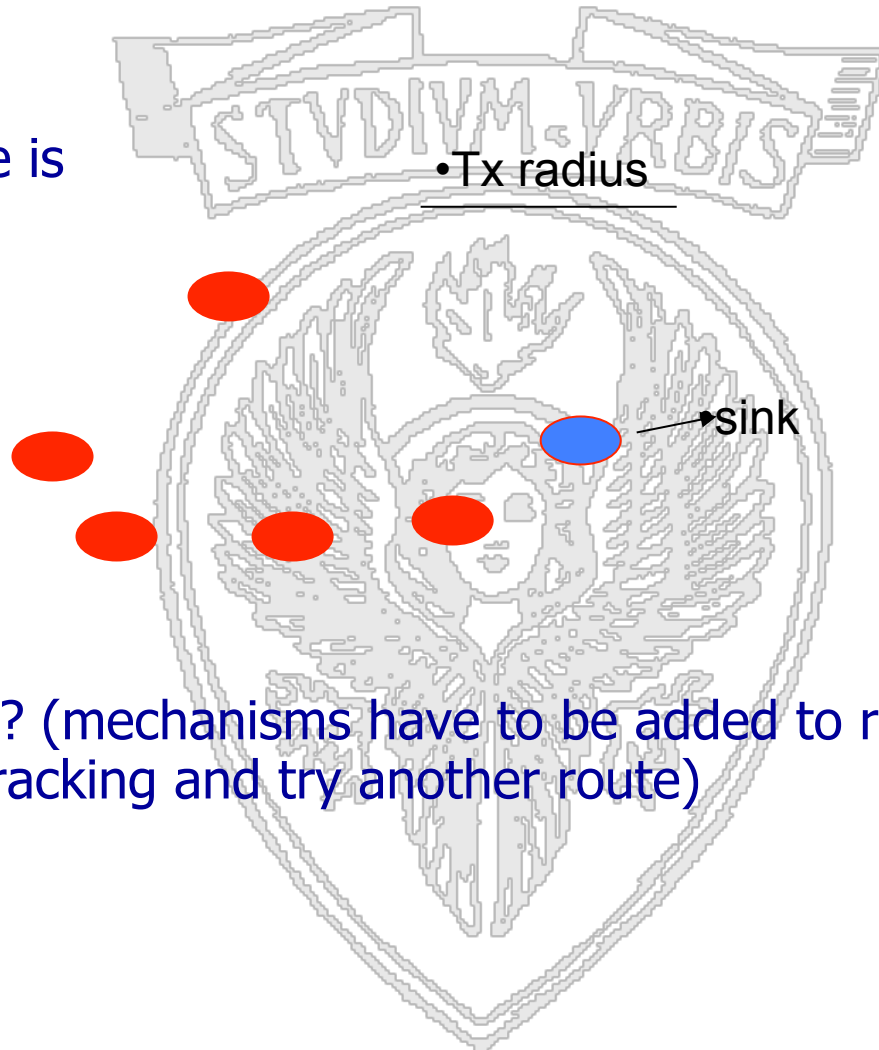 STVDIVM VRBIS
e is
•Tx radius
•sink
? (mechanisms have to be added to r
racking and try another route)